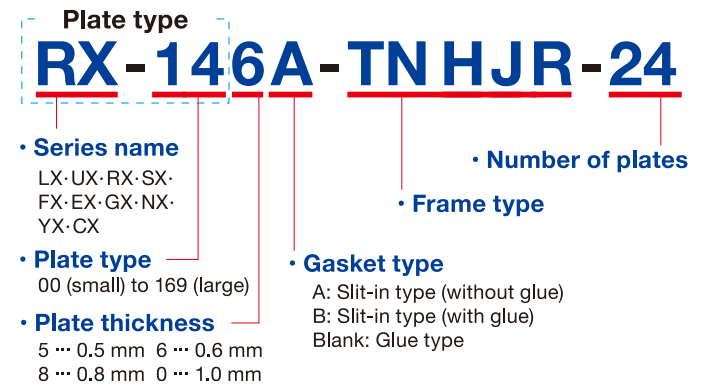 Plate type
RX-146A-TNHJR-24
• Series name
LX·UX·RX·SX·
FX·EX·GX·NX·
YX·CX
• Plate type
00 (small) to 169 (large)
• Plate thickness
5 ··· 0.5 mm 6 ··· 0.6 mm
8 ··· 0.8 mm 0 ··· 1.0 mm
• Gasket type
A: Slit-in type (without glue)
B: Slit-in type (with glue)
Blank: Glue type
• Frame type
• Number of plates